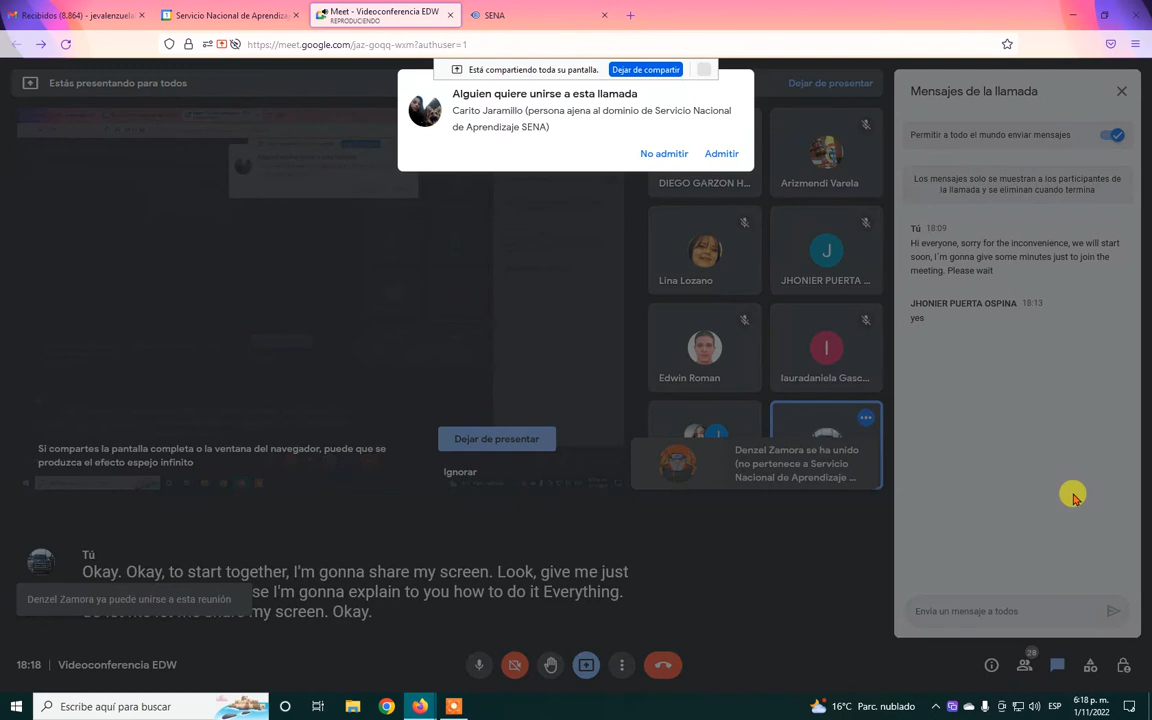 Recibidos (8.864) - jevalenzuela
Servicio Nacional de Aprendizaje
Meet - Videoconferencia EDW
REPRODUCIENDO
SENA
https://meet.google.com/jaz-goqq-wxm?authuser=1
Está compartiendo toda su pantalla.
Dejar de compartir
Estás presentando para todos
Dejar de presentar
Alguien quiere unirse a esta llamada
Carito Jaramillo (persona ajena al dominio de Servicio Nacional
de Aprendizaje SENA)
No admitir
Admitir
DIEGO GARZON H...
Arizmendi Varela
Lina Lozano
JHONIER PUERTA ...
Edwin Roman
lauradaniela Gasc...
Si compartes la pantalla completa o la ventana del navegador, puede que se
produzca el efecto espejo infinito
Dejar de presentar
Ignorar
Denzel Zamora se ha unido
(no pertenece a Servicio
Nacional de Aprendizaje ...
Mensajes de la llamada
Permitir a todo el mundo enviar mensajes
Los mensajes solo se muestran a los participantes de
la llamada y se eliminan cuando termina
Tú 18:09
Hi everyone, sorry for the inconvenience, we will start
soon, I´m gonna give some minutes just to join the
meeting. Please wait
JHONIER PUERTA OSPINA 18:13
yes
Envía un mensaje a todos
Tú
Okay. Okay, to start together, I'm gonna share my screen. Look, give me just
se I'm gonna explain to you how to do it Everything.
my screen. Okay.
Denzel Zamora ya puede unirse a esta reunión
18:18 Videoconferencia EDW
28
Escribe aquí para buscar
16°C Parc. nublado
ESP
6:18 p. m.
1/11/2022